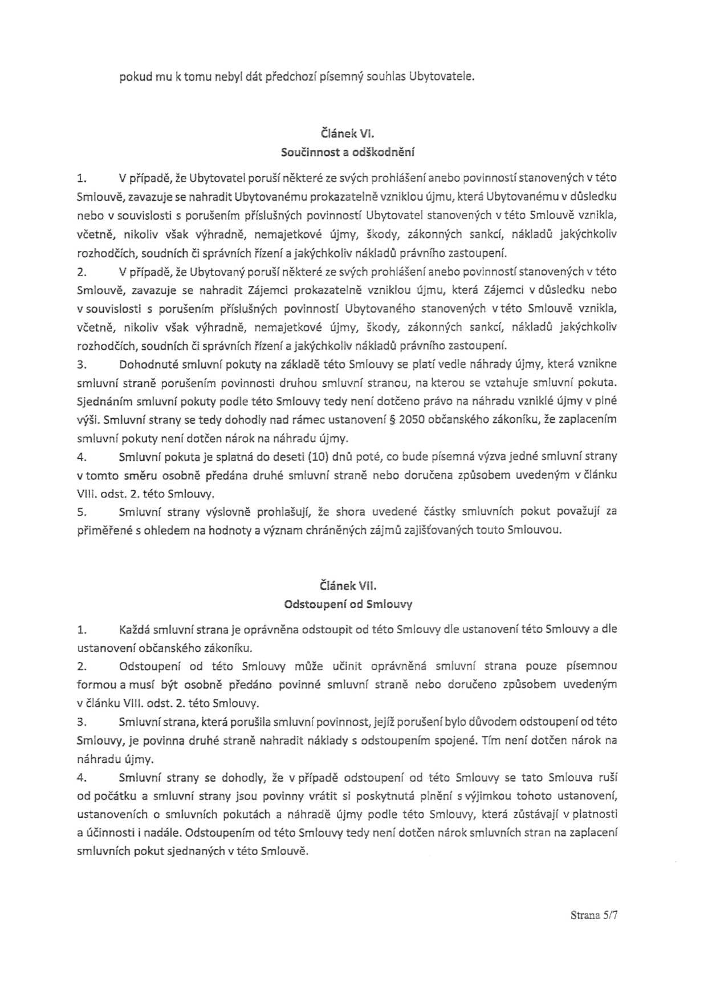 pokud mu k tomu nebyl dát předchozí písemný souhlas Ubytovatele.
Článek VI.
Součinnost a odškodnění
1. V případě, že Ubytovatel poruší některé ze svých prohlášení anebo povinností stanovených v této
Smlouvě, zavazuje se nahradit Ubytovanému prokazatelně vzniklou újmu, která Ubytovanému v důsledku
nebo v souvislosti s porušením příslušných povinností Ubytovatel stanovených v této Smlouvě vznikla,
včetně, nikoliv však výhradně, nemajetkové újmy, škody, zákonných sankcí, nákladů jakýchkoliv
rozhodčích, soudních či správních řízení a jakýchkoliv nákladů právního zastoupení.
2. V případě, že Ubytovaný poruší některé ze svých prohlášení anebo povinností stanovených v této
Smlouvě, zavazuje se nahradit Zájemci prokazatelně vzniklou újmu, která Zájemci v důsledku nebo
v souvislosti s porušením příslušných povinností Ubytovaného stanovených v této Smlouvě vznikla,
včetně, nikoliv však výhradně, nemajetkové újmy, škody, zákonných sankcí, nákladů jakýchkoliv
rozhodčích, soudních či správních řízení a jakýchkoliv nákladů právního zastoupení.
3. Dohodnuté smluvní pokuty na základě této Smlouvy se platí vedle náhrady újmy, která vznikne
smluvní straně porušením povinnosti druhou smluvní stranou, na kterou se vztahuje smluvní pokuta.
Sjednáním smluvní pokuty podle této Smlouvy tedy není dotčeno právo na náhradu vzniklé újmy v plné
výši. Smluvní strany se tedy dohodly nad rámec ustanovení § 2050 občanského zákoníku, že zaplacením
smluvní pokuty není dotčen nárok na náhradu újmy.
4. Smluvní pokuta je splatná do deseti (10) dnů poté, co bude písemná výzva jedné smluvní strany
v tomto směru osobně předána druhé smluvní straně nebo doručena způsobem uvedeným v článku
VIII. odst. 2. této Smlouvy.
5. Smluvní strany výslovně prohlašují, že shora uvedené částky smluvních pokut považují za
přiměřené s ohledem na hodnoty a význam chráněných zájmů zajišťovaných touto Smlouvou.
Článek VII.
Odstoupení od Smlouvy
1. Každá smluvní strana je oprávněna odstoupit od této Smlouvy dle ustanovení této Smlouvy a dle
ustanovení občanského zákoníku.
2. Odstoupení od této Smlouvy může učinit oprávněná smluvní strana pouze písemnou
formou a musí být osobně předáno povinné smluvní straně nebo doručeno způsobem uvedeným
v článku VIII. odst. 2. této Smlouvy.
3. Smluvní strana, která porušila smluvní povinnost, jejíž porušení bylo důvodem odstoupení od této
Smlouvy, je povinna druhé straně nahradit náklady s odstoupením spojené. Tím není dotčen nárok na
náhradu újmy.
4. Smluvní strany se dohodly, že v případě odstoupení od této Smlouvy se tato Smlouva ruší
od počátku a smluvní strany jsou povinny vrátit si poskytnutá plnění s výjimkou tohoto ustanovení,
ustanoveních o smluvních pokutách a náhradě újmy podle této Smlouvy, která zůstávají v platnosti
a účinnosti i nadále. Odstoupením od této Smlouvy tedy není dotčen nárok smluvních stran na zaplacení
smluvních pokut sjednaných v této Smlouvě.
Strana 5/7